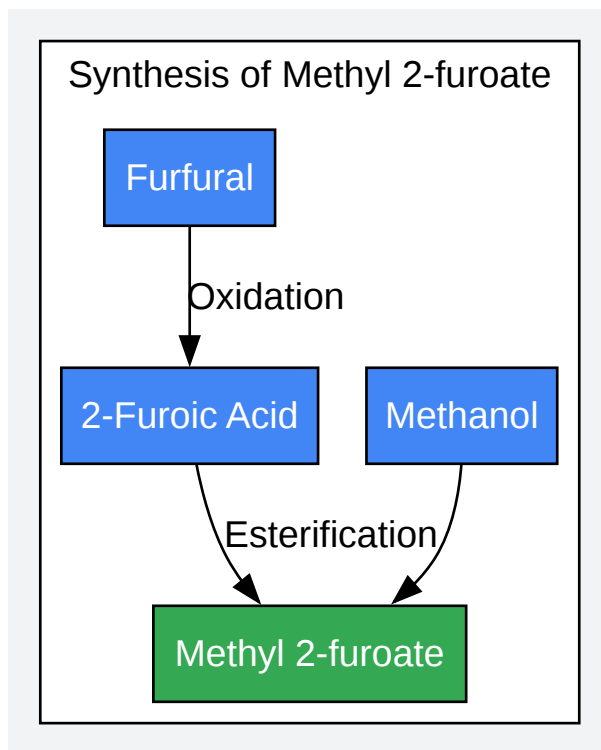 Synthesis of Methyl 2-furoate
Furfural
Oxidation
2-Furoic Acid
Methanol
Esterification
Methyl 2-furoate